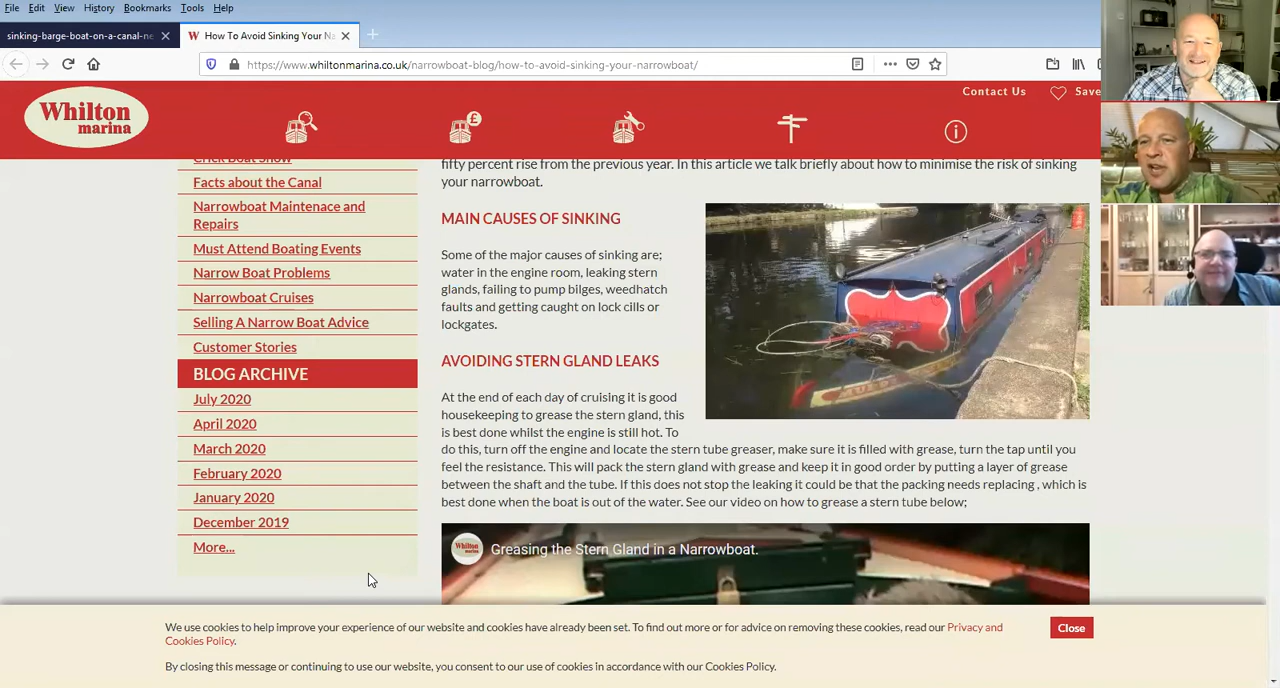 File Edit View History Bookmarks Tools Help
sinking-barge-boat-on-a-canal-ne
How To Avoid Sinking Your Na
https://www.whiltonmarina.co.uk/narrowboat-blog/how-to-avoid-sinking-your-narrowboat/
Contact Us
Save
Whilton
marina
Crick Boat Show
Facts about the Canal
Narrowboat Maintenace and
Repairs
Must Attend Boating Events
Narrow Boat Problems
Narrowboat Cruises
Selling A Narrow Boat Advice
Customer Stories
BLOG ARCHIVE
July 2020
April 2020
March 2020
February 2020
January 2020
December 2019
More...
fifty percent rise from the previous year. In this article we talk briefly about how to minimise the risk of sinking
your narrowboat.
MAIN CAUSES OF SINKING
Some of the major causes of sinking are;
water in the engine room, leaking stern
glands, failing to pump bilges, weedhatch
faults and getting caught on lock cills or
lockgates.
AVOIDING STERN GLAND LEAKS
At the end of each day of cruising it is good
housekeeping to grease the stern gland, this
is best done whilst the engine is still hot. To
do this, turn off the engine and locate the stern tube greaser, make sure it is filled with grease, turn the tap until you
feel the resistance. This will pack the stern gland with grease and keep it in good order by putting a layer of grease
between the shaft and the tube. If this does not stop the leaking it could be that the packing needs replacing , which is
best done when the boat is out of the water. See our video on how to grease a stern tube below;
Whilton
Greasing the Stern Gland in a Narrowboat.
We use cookies to help improve your experience of our website and cookies have already been set. To find out more or for advice on removing these cookies, read our Privacy and
Cookies Policy.
By closing this message or continuing to use our website, you consent to our use of cookies in accordance with our Cookies Policy.
Close